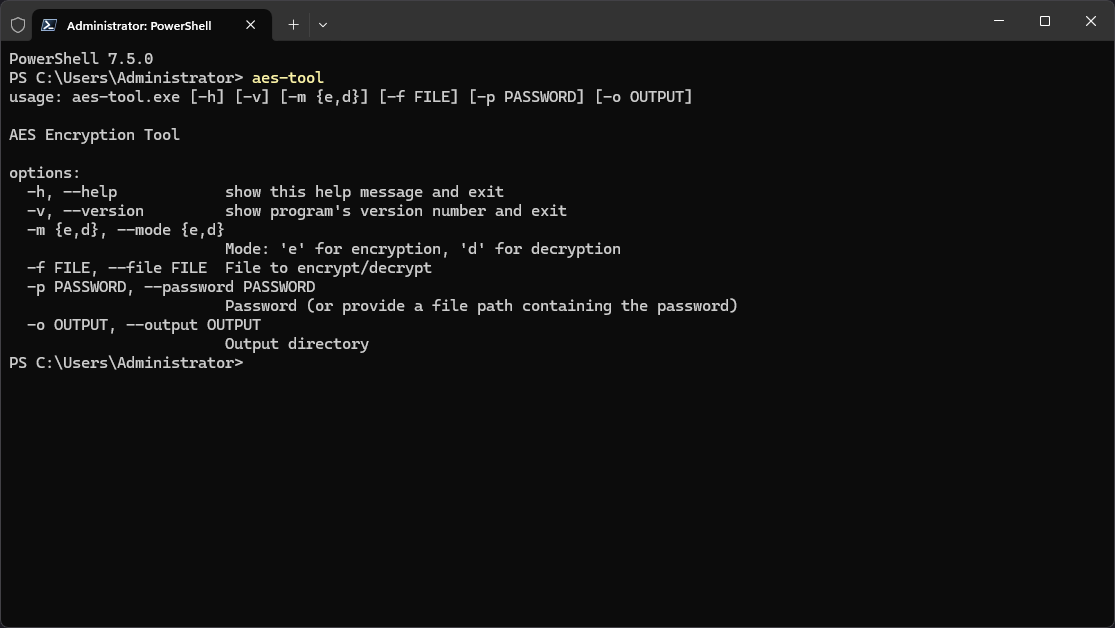 Administrator: PowerShell
PowerShell 7.5.0
PS C:\Users\Administrator> aes-tool
usage: aes-tool.exe [-h] [-v] [-m {e,d}] [-f FILE] [-p PASSWORD] [-o OUTPUT]

AES Encryption Tool

options:
  -h, --help            show this help message and exit
  -v, --version         show program's version number and exit
  -m {e,d}, --mode {e,d}
                        Mode: 'e' for encryption, 'd' for decryption
  -f FILE, --file FILE  File to encrypt/decrypt
  -p PASSWORD, --password PASSWORD
                        Password (or provide a file path containing the password)
  -o OUTPUT, --output OUTPUT
                        Output directory
PS C:\Users\Administrator>